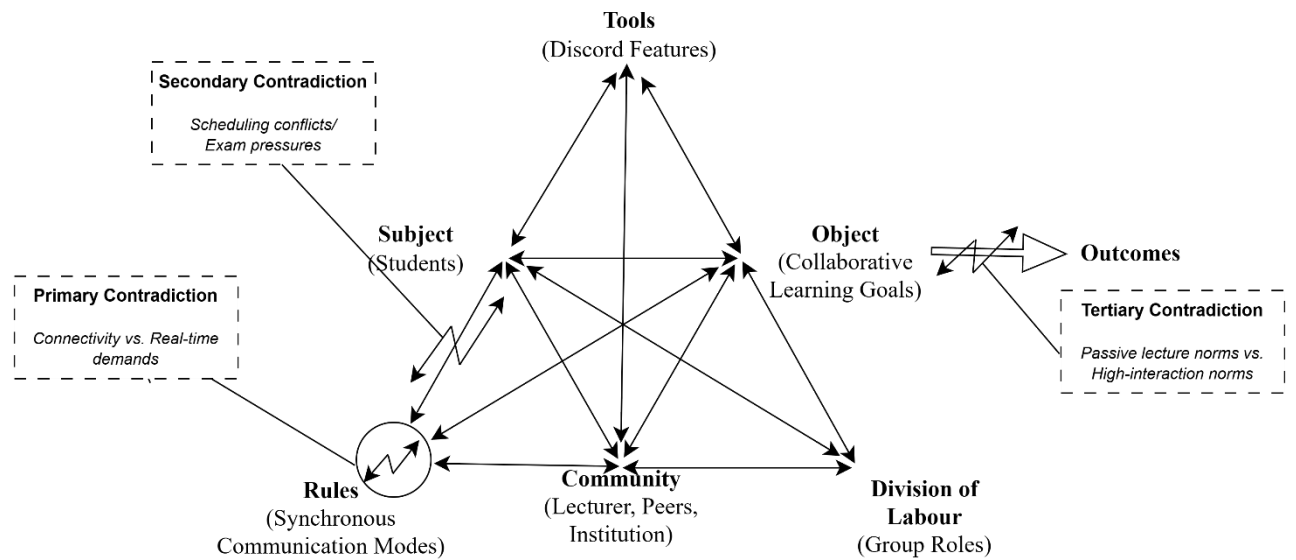 Tools
(Discord Features)
Secondary Contradiction
Scheduling conflicts/
Exam pressures
Subject
(Students)
Object
(Collaborative
Learning Goals)
Outcomes
Primary Contradiction
Connectivity vs. Real-time
demands
Tertiary Contradiction
Passive lecture norms vs.
High-interaction norms
Rules
(Synchronous
Communication Modes)
Community
(Lecturer, Peers,
Institution)
Division of
Labour
(Group Roles)